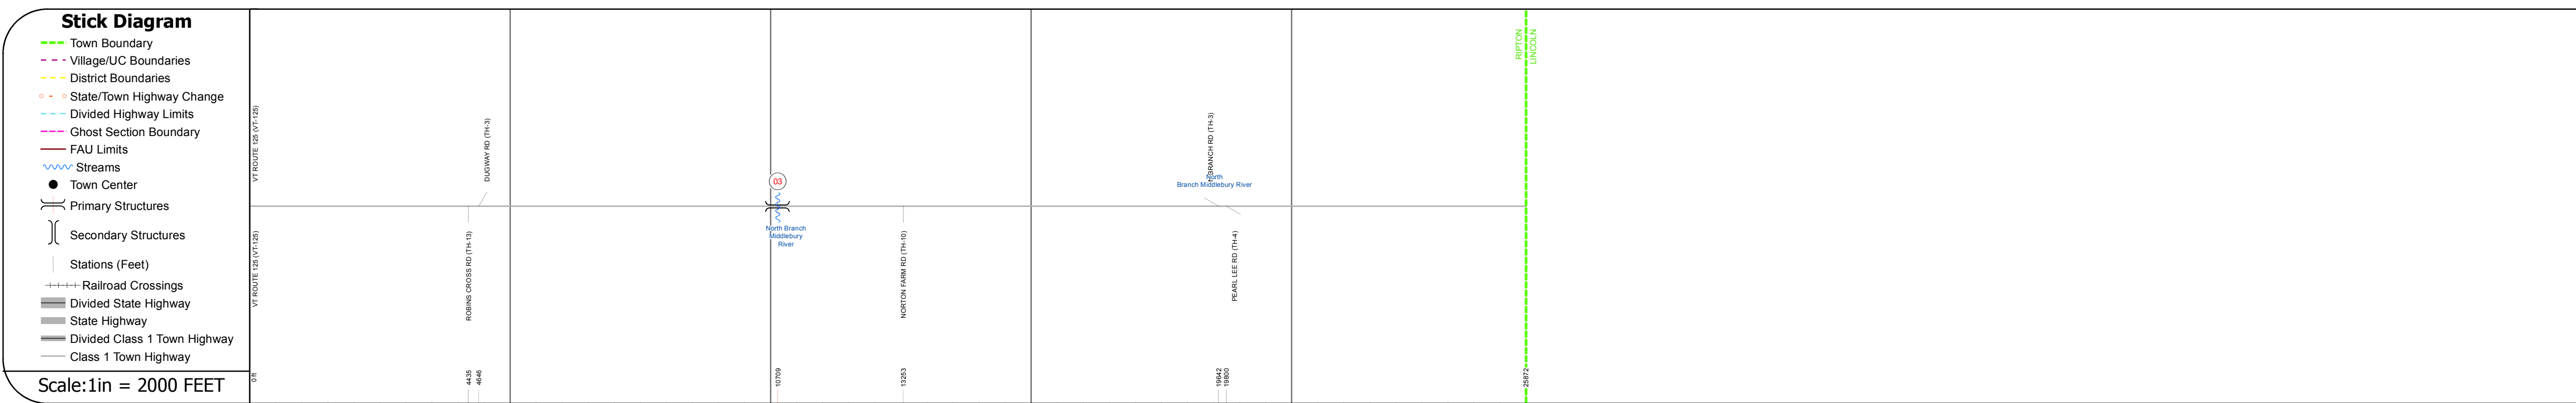 Stick Diagram
Town Boundary
Village/UC Boundaries
District Boundaries
State/Town Highway Change
Divided Highway Limits
Ghost Section Boundary
FAU Limits
Streams
Town Center
Primary Structures
Secondary Structures
Stations (Feet)
Railroad Crossings
Divided State Highway
State Highway
Divided Class 1 Town Highway
Class 1 Town Highway
Scale:1in = 2000 FEET
VT ROUTE 125 (VT-125)
VT ROUTE 125 (VT-125)
0 ft
ROBINS CROSS RD (TH-13)
4435
DUGWAY RD (TH-3)
4646
03
North Branch
Middlebury
River
10709
NORTON FARM RD (TH-10)
13253
BRANCH RD (TH-3)
North
Branch Middlebury River
19642
PEARL LEE RD (TH-4)
19800
RIPTON
LINCOLN
25872